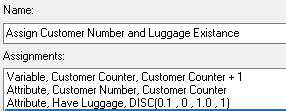 Name:
Assign Customer Number and Luggage Existance
Assignments:
Variable, Customer Counter, Customer Counter + 1
Attribute, Customer Number, Customer Counter
Attribute, Have Luggage, DISC(0.1 , 0 , 1.0 , 1)